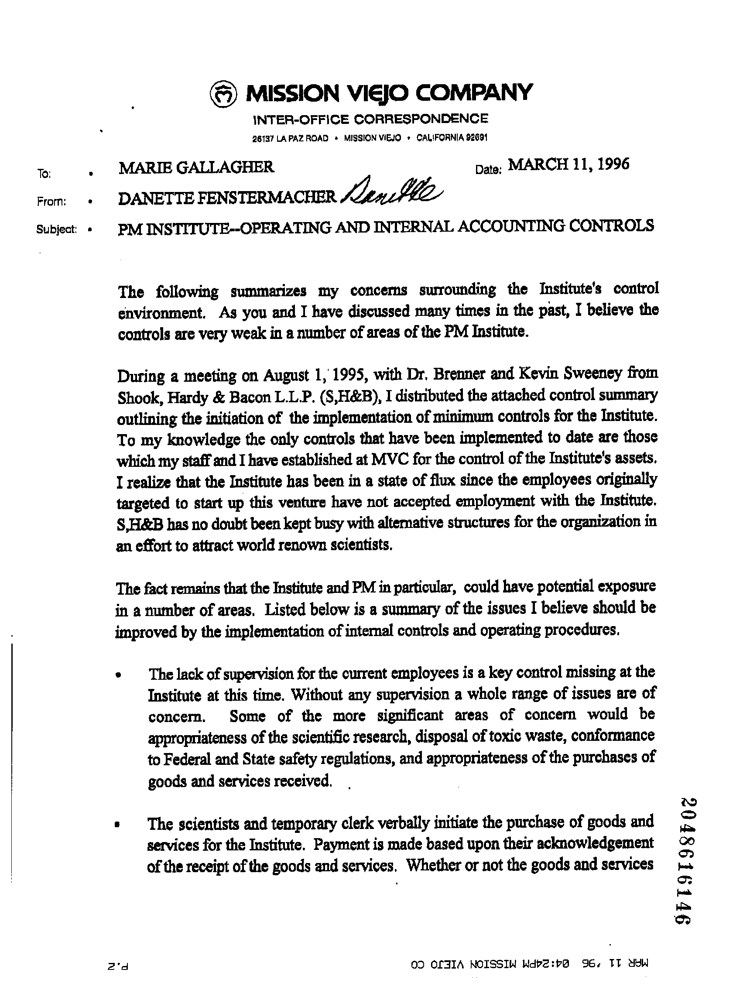 MISSION VIEJO COMPANY
INTER-OFFICE CORRESPONDENCE
26137 LA PAZ ROAD • MISSION VIEJO • CALIFORNIA 92691
To: • MARIE GALLAGHER Date: MARCH 11, 1996
From: • DANETTE FENSTERMACHER Danette
Subject: • PM INSTITUTE--OPERATING AND INTERNAL ACCOUNTING CONTROLS
The following summarizes my concerns surrounding the Institute's control
environment. As you and I have discussed many times in the past, I believe the
controls are very weak in a number of areas of the PM Institute.
During a meeting on August 1, 1995, with Dr. Brenner and Kevin Sweeney from
Shook, Hardy & Bacon L.L.P. (S,H&B), I distributed the attached control summary
outlining the initiation of the implementation of minimum controls for the Institute.
To my knowledge the only controls that have been implemented to date are those
which my staff and I have established at MVC for the control of the Institute's assets.
I realize that the Institute has been in a state of flux since the employees originally
targeted to start up this venture have not accepted employment with the Institute.
S,H&B has no doubt been kept busy with alternative structures for the organization in
an effort to attract world renown scientists.
The fact remains that the Institute and PM in particular, could have potential exposure
in a number of areas. Listed below is a summary of the issues I believe should be
improved by the implementation of internal controls and operating procedures.
• The lack of supervision for the current employees is a key control missing at the
Institute at this time. Without any supervision a whole range of issues are of
concern. Some of the more significant areas of concern would be
appropriateness of the scientific research, disposal of toxic waste, conformance
to Federal and State safety regulations, and appropriateness of the purchases of
goods and services received.
• The scientists and temporary clerk verbally initiate the purchase of goods and
services for the Institute. Payment is made based upon their acknowledgement
of the receipt of the goods and services. Whether or not the goods and services
2048616146
MAR 11 '96 04:24PM MISSION VIEJO CO P.2